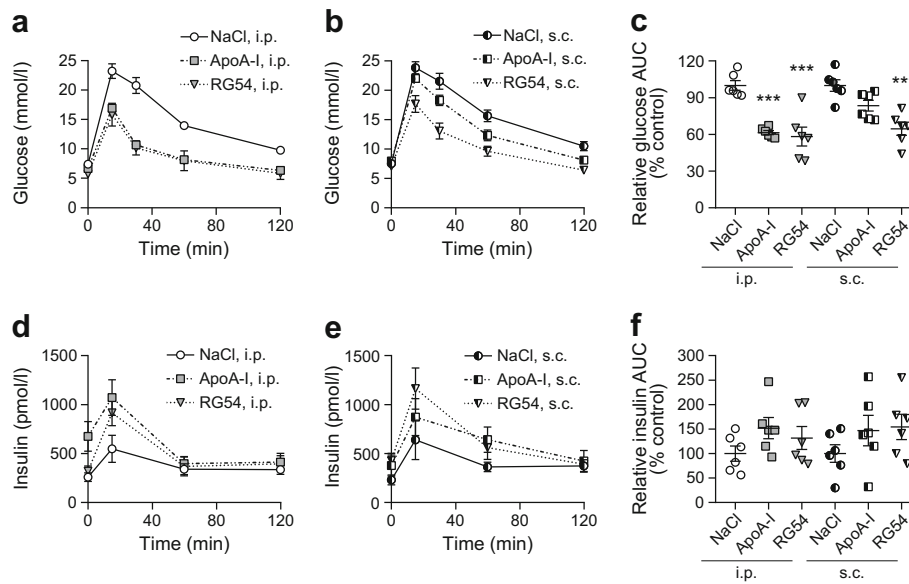 a
NaCl, i.p.
ApoA-I, i.p.
RG54, i.p.
Glucose (mmol/l)
25
20
15
10
5
0
0 40 80 120
Time (min)
b
NaCl, s.c.
ApoA-I, s.c.
RG54, s.c.
Glucose (mmol/l)
25
20
15
10
5
0
0 40 80 120
Time (min)
c
Relative glucose AUC
(% control)
120
90
60
30
*** *** **
NaCl ApoA-I RG54 NaCl ApoA-I RG54
i.p. s.c.
d
NaCl, i.p.
ApoA-I, i.p.
RG54, i.p.
Insulin (pmol/l)
1500
1000
500
0
0 40 80 120
Time (min)
e
NaCl, s.c.
ApoA-I, s.c.
RG54, s.c.
Insulin (pmol/l)
1500
1000
500
0
0 40 80 120
Time (min)
f
Relative insulin AUC
(% control)
300
250
200
150
100
50
0
NaCl ApoA-I RG54 NaCl ApoA-I RG54
i.p. s.c.